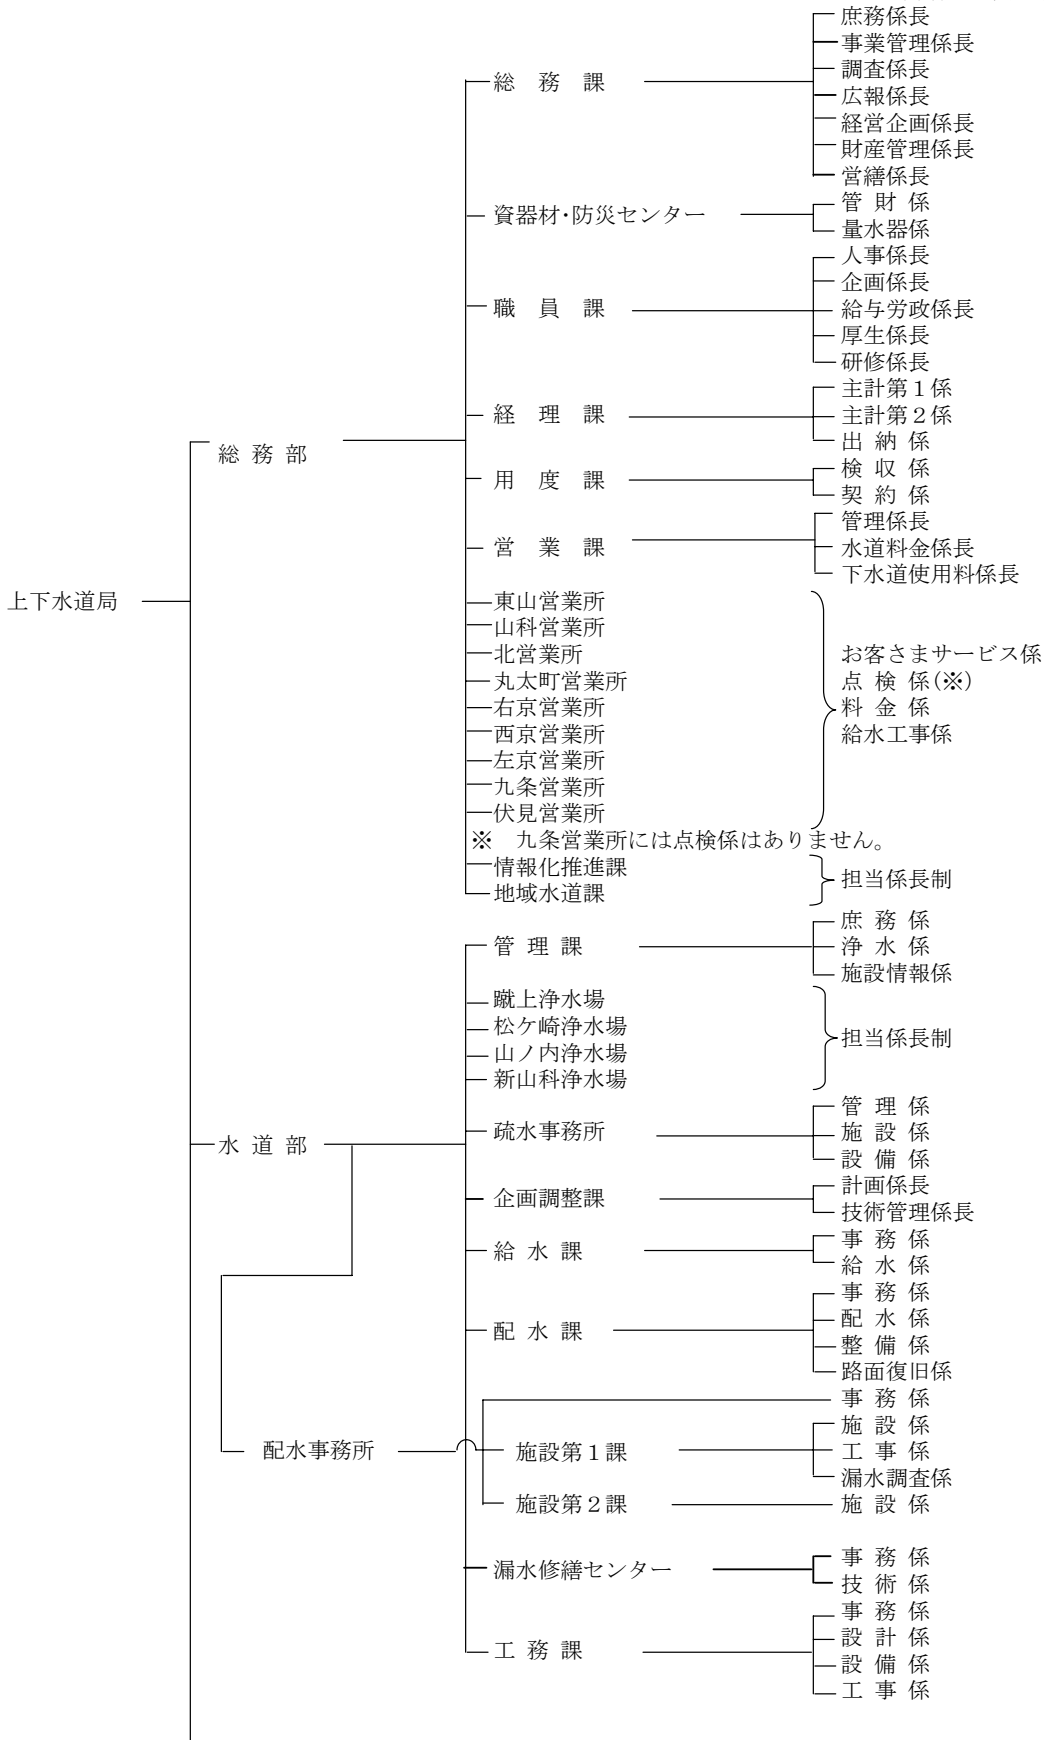 庶務係長
事業管理係長
総　務　課
調査係長
広報係長
経営企画係長
財産管理係長
営繕係長
資器材・防災センター
管 財 係
量水器係
職　員　課
人事係長
企画係長
給与労政係長
厚生係長
研修係長
経　理　課
主計第１係
主計第２係
出 納 係
総 務 部
用　度　課
検 収 係
契 約 係
営　業　課
管理係長
水道料金係長
下水道使用料係長
上下水道局
東山営業所
山科営業所
北営業所
丸太町営業所
右京営業所
西京営業所
左京営業所
九条営業所
伏見営業所
お客さまサービス係
点 検 係(※)
料 金 係
給水工事係
※　九条営業所には点検係はありません。
情報化推進課
地域水道課
担当係長制
管 理 課
庶 務 係
浄 水 係
施設情報係
蹴上浄水場
松ケ崎浄水場
山ノ内浄水場
新山科浄水場
担当係長制
水 道 部
疏水事務所
管 理 係
施 設 係
設 備 係
企画調整課
計画係長
技術管理係長
給 水 課
事 務 係
給 水 係
配 水 課
事 務 係
配 水 係
整 備 係
路面復旧係
配水事務所
事 務 係
施設第１課
施 設 係
工 事 係
漏水調査係
施設第２課
施 設 係
漏水修繕センター
事 務 係
技 術 係
工 務 課
事 務 係
設 計 係
設 備 係
工 事 係